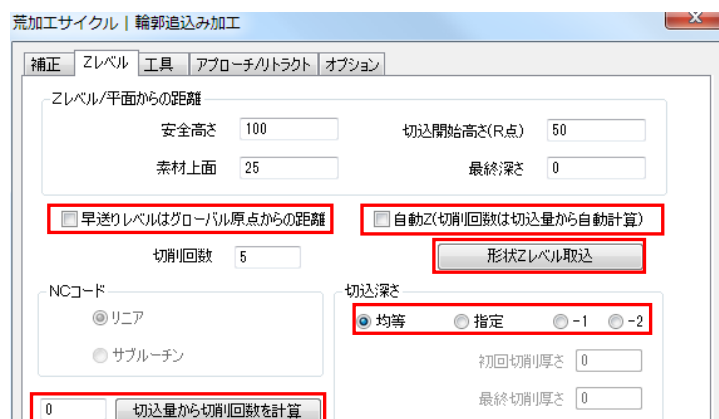 荒加工サイクル | 輪郭追込み加工
補正 Zレベル 工具 アプローチ/リトラクト オプション
Zレベル/平面からの距離
安全高さ 100 切込開始高さ(R点) 50
素材上面 25 最終深さ 0
早送りレベルはグローバル原点からの距離 自動Z(切削回数は切込量から自動計算)
切削回数 5 形状Zレベル取込
NCコード 切込深さ
リニア 均等 指定 -1 -2
サブルーチン 初回切削厚さ 0
最終切削厚さ 0
0 切込量から切削回数を計算